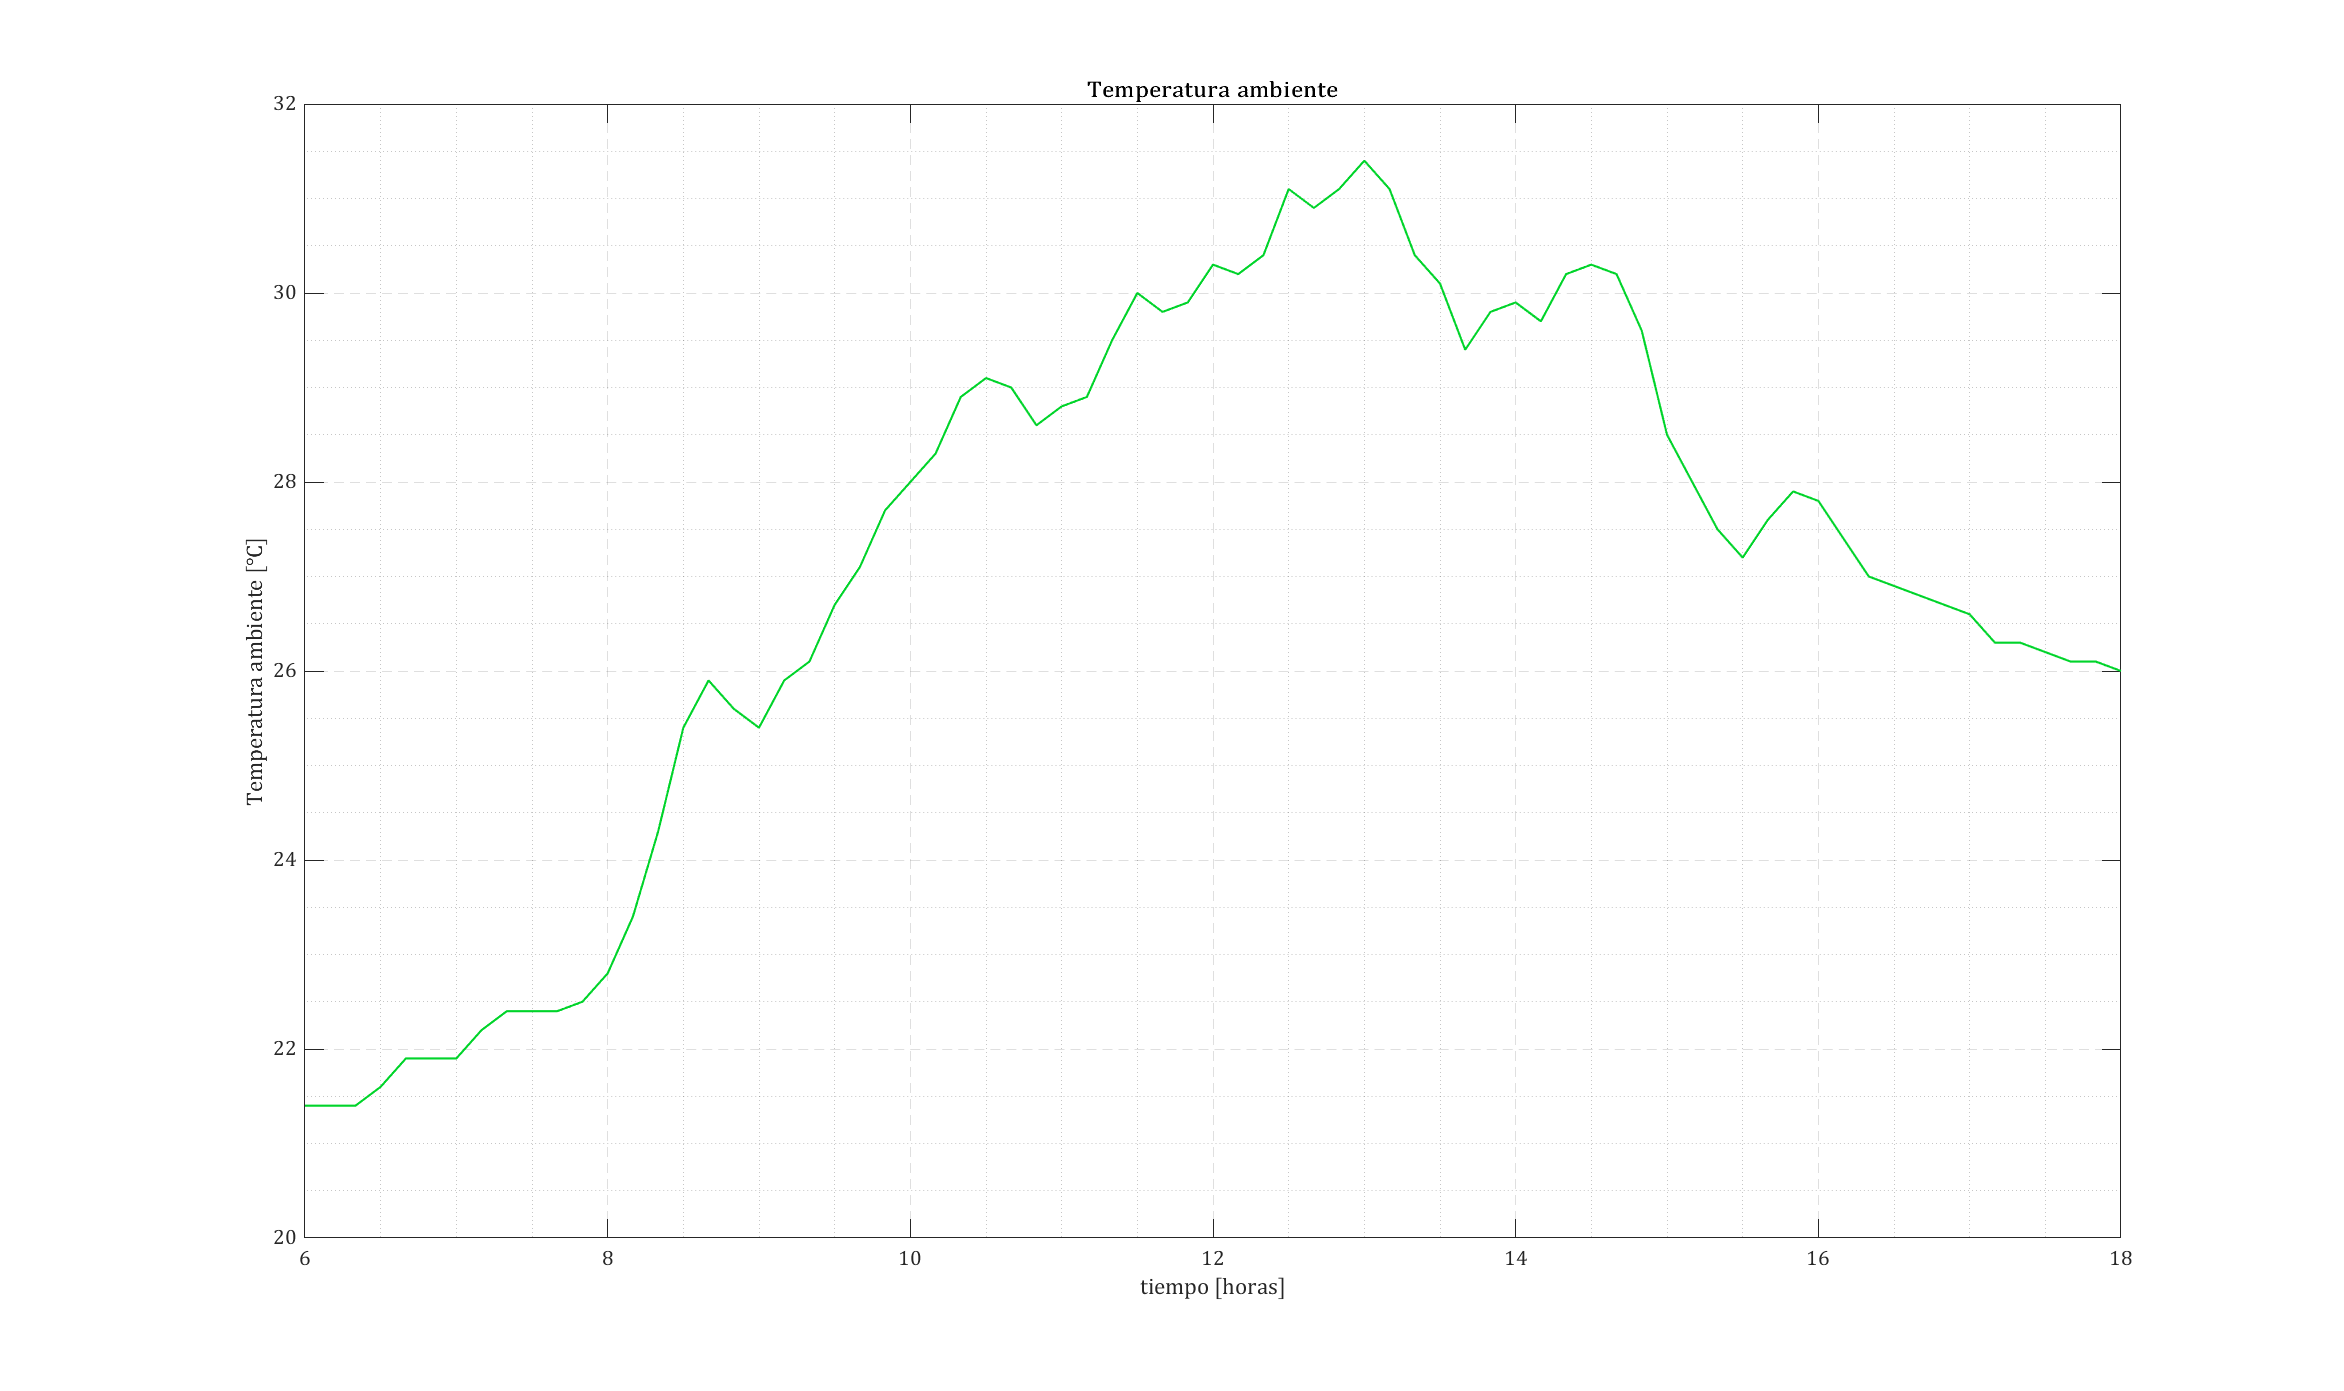 Temperatura ambiente
32
30
28
26
24
22
20
Temperatura ambiente [°C]
6 8 10 12 14 16 18
tiempo [horas]